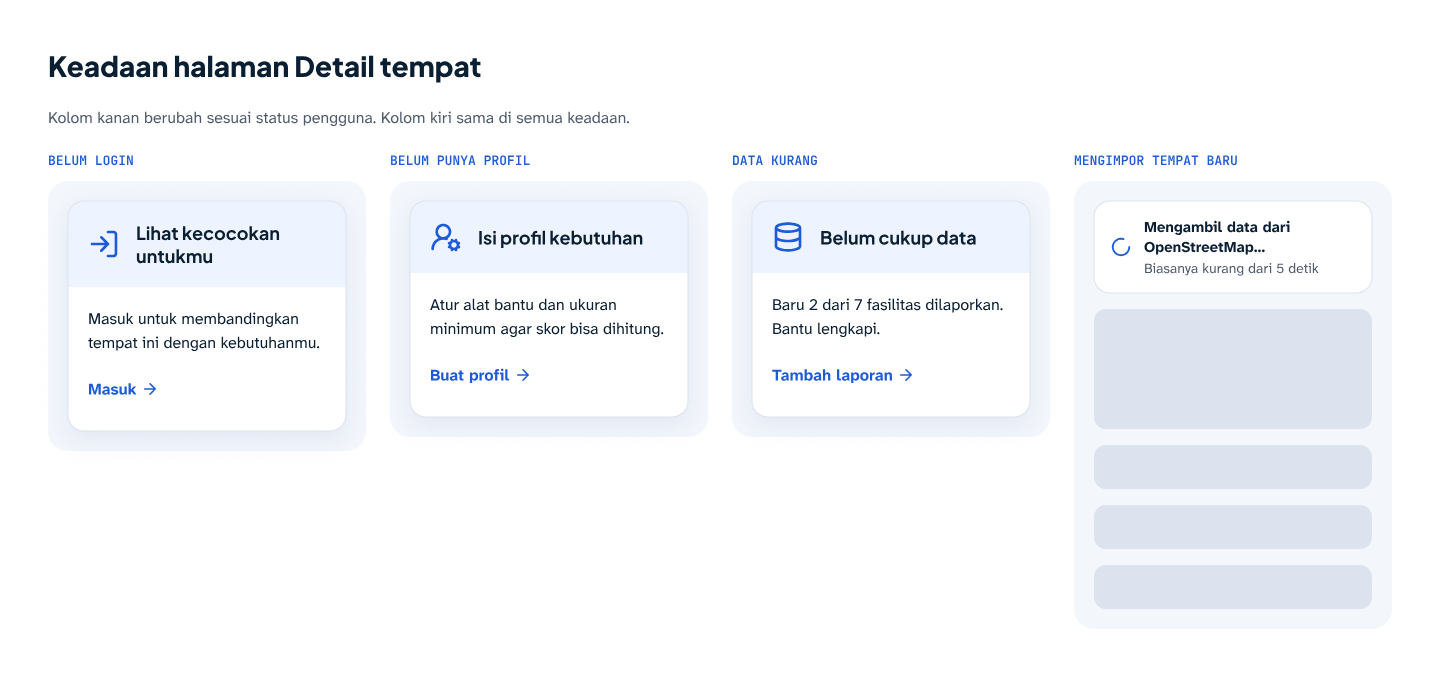 Keadaan halaman Detail tempat
Kolom kanan berubah sesuai status pengguna. Kolom kiri sama di semua keadaan.
BELUM LOGIN
Lihat kecocokan
untukmu
Masuk untuk membandingkan
tempat ini dengan kebutuhanmu.
Masuk →
BELUM PUNYA PROFIL
Isi profil kebutuhan
Atur alat bantu dan ukuran
minimum agar skor bisa dihitung.
Buat profil →
DATA KURANG
Belum cukup data
Baru 2 dari 7 fasilitas dilaporkan.
Bantu lengkapi.
Tambah laporan →
MENGIMPOR TEMPAT BARU
Mengambil data dari
OpenStreetMap...
Biasanya kurang dari 5 detik